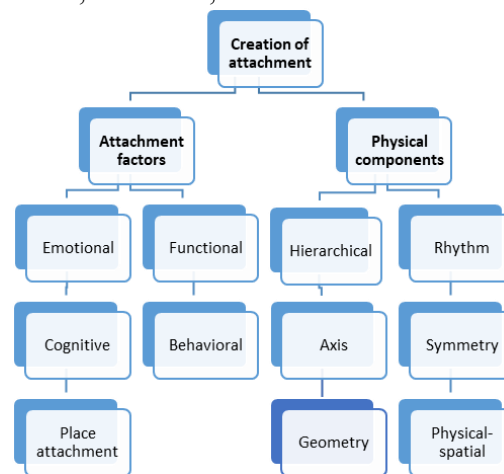 Creation of
attachment
Attachment
factors
Physical
components
Emotional
Functional
Hierarchical
Rhythm
Cognitive
Behavioral
Axis
Symmetry
Place
attachment
Geometry
Physical-
spatial